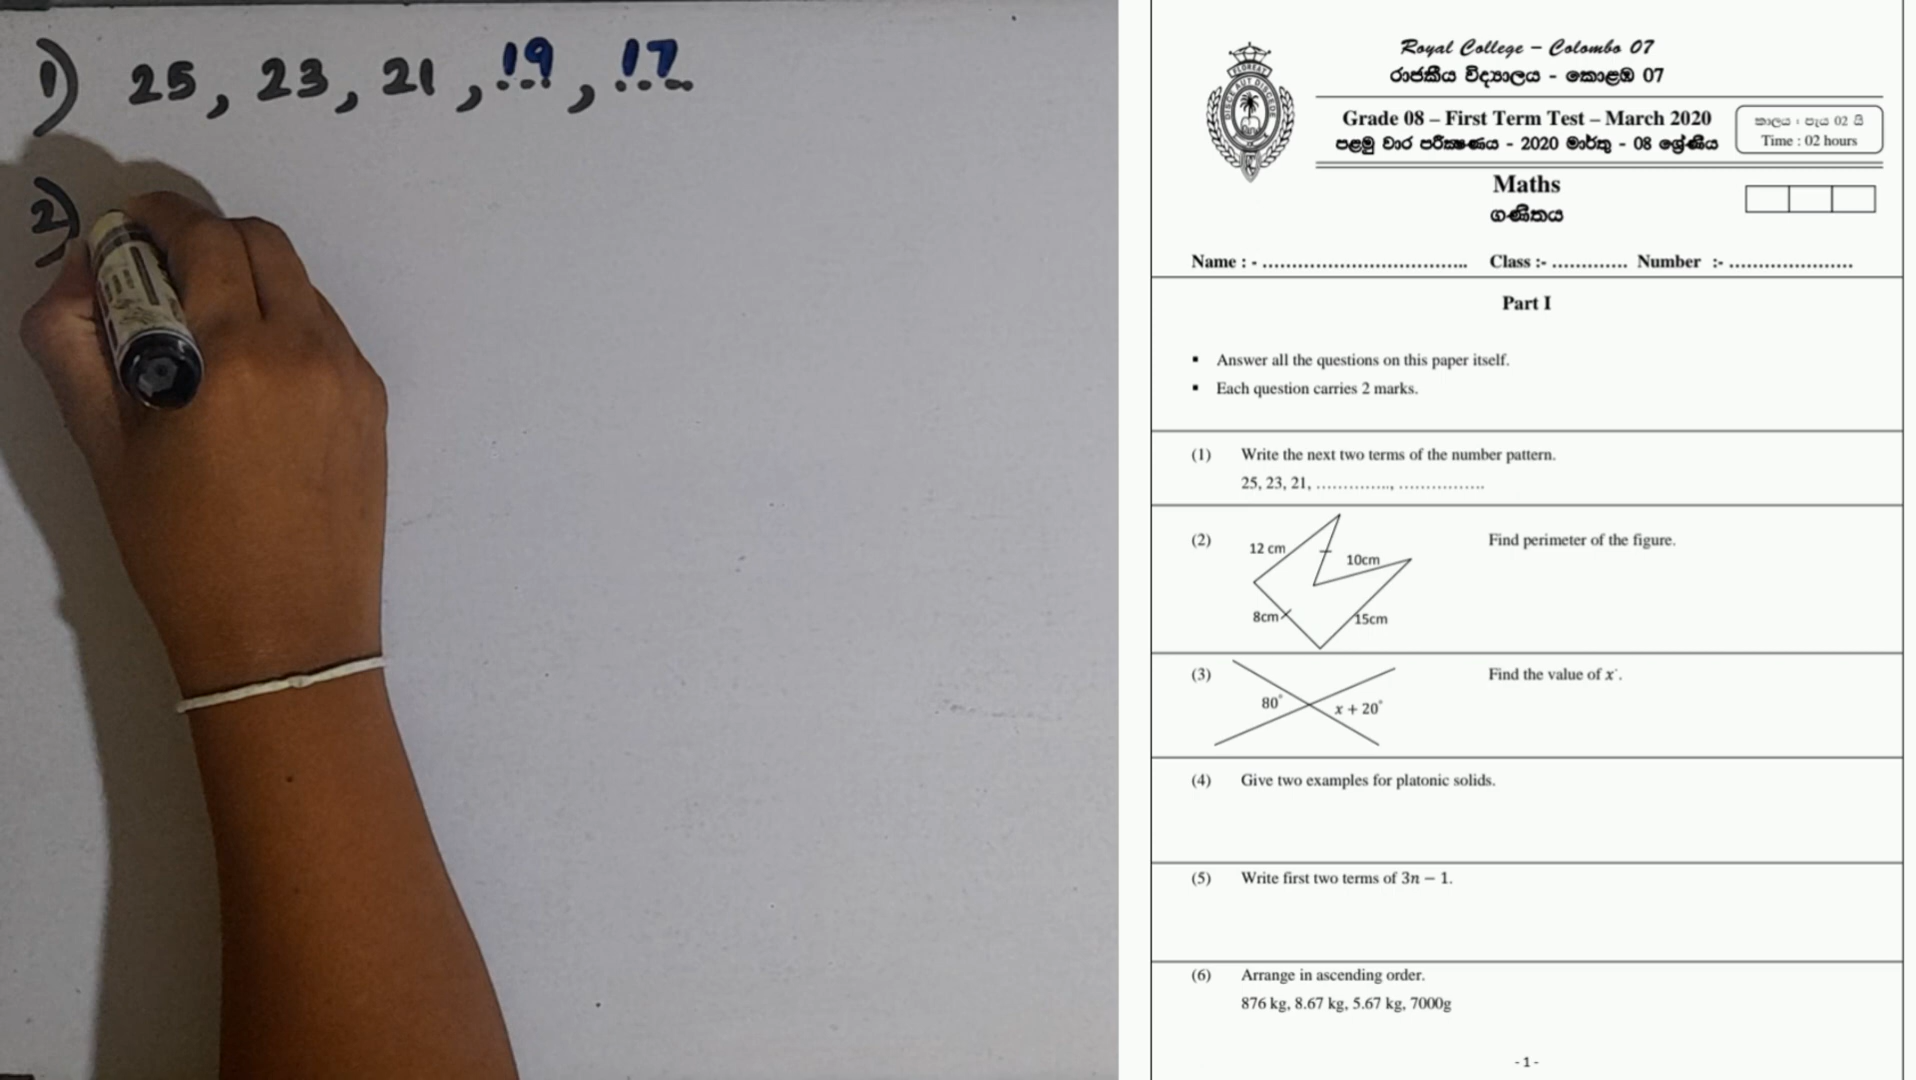 1) 25, 23, 21, 19, 17
2)
Royal College – Colombo 07
රාජකීය විද්‍යාලය - කොළඹ 07
Grade 08 – First Term Test – March 2020
පළමු වාර පරීක්ෂණය - 2020 මාර්තු - 08 ශ්‍රේණිය
කාලය : පැය 02 යි
Time : 02 hours
Maths
ගණිතය
Name : - ....................................... Class :- ............. Number :- .....................
Part I
▪ Answer all the questions on this paper itself.
▪ Each question carries 2 marks.
(1) Write the next two terms of the number pattern.
25, 23, 21, .............., ................
(2) Find perimeter of the figure.
12 cm
10cm
8cm
15cm
(3) Find the value of x.
80°
x + 20°
(4) Give two examples for platonic solids.
(5) Write first two terms of 3n − 1.
(6) Arrange in ascending order.
876 kg, 8.67 kg, 5.67 kg, 7000g
- 1 -